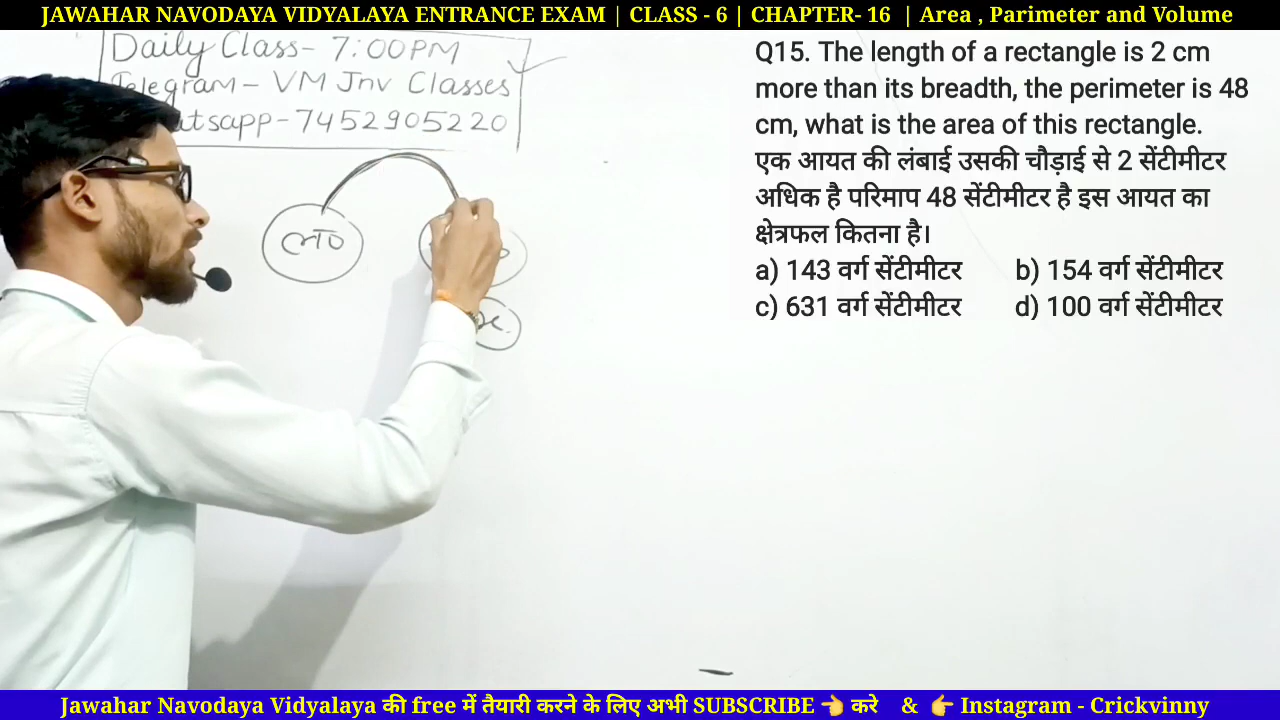 JAWAHAR NAVODAYA VIDYALAYA ENTRANCE EXAM | CLASS - 6 | CHAPTER- 16 | Area , Parimeter and Volume
Daily Class- 7:00PM
Telegram - VM Jnv Classes
7452905220
ल०
Q15. The length of a rectangle is 2 cm
more than its breadth, the perimeter is 48
cm, what is the area of this rectangle.
एक आयत की लंबाई उसकी चौड़ाई से 2 सेंटीमीटर
अधिक है परिमाप 48 सेंटीमीटर है इस आयत का
क्षेत्रफल कितना है।
a) 143 वर्ग सेंटीमीटर b) 154 वर्ग सेंटीमीटर
c) 631 वर्ग सेंटीमीटर d) 100 वर्ग सेंटीमीटर
Jawahar Navodaya Vidyalaya की free में तैयारी करने के लिए अभी SUBSCRIBE 👈 करे & 👉 Instagram - Crickvinny